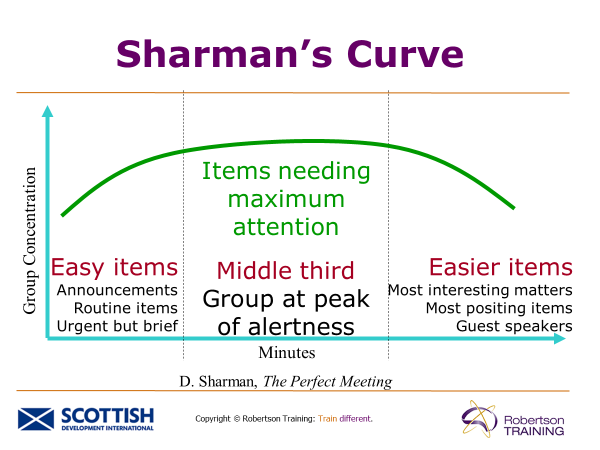 Sharman’s Curve
Group Concentration
Items needing
maximum
attention
Easy items
Announcements
Routine items
Urgent but brief
Middle third
Group at peak
of alertness
Easier items
Most interesting matters
Most positing items
Guest speakers
Minutes
D. Sharman, The Perfect Meeting
SCOTTISH
DEVELOPMENT INTERNATIONAL
Copyright © Robertson Training: Train different.
Robertson
TRAINING